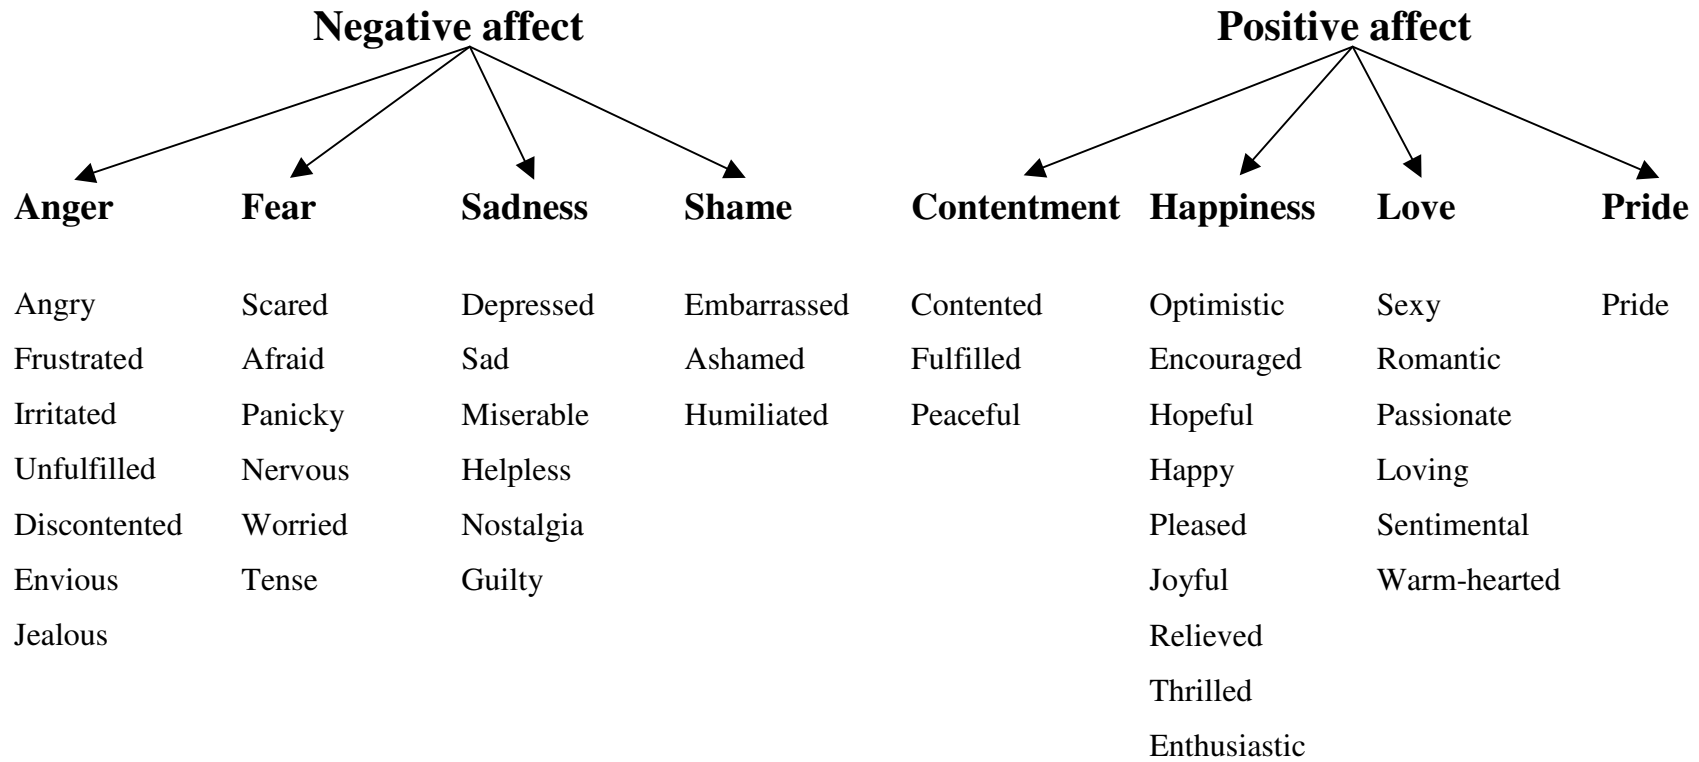 Negative affect Positive affect
Anger Fear Sadness Shame Contentment Happiness Love Pride
Angry Scared Depressed Embarrassed Contented Optimistic Sexy Pride
Frustrated Afraid Sad Ashamed Fulfilled Encouraged Romantic
Irritated Panicky Miserable Humiliated Peaceful Hopeful Passionate
Unfulfilled Nervous Helpless Happy Loving
Discontented Worried Nostalgia Pleased Sentimental
Envious Tense Guilty Joyful Warm-hearted
Jealous Relieved
Thrilled
Enthusiastic